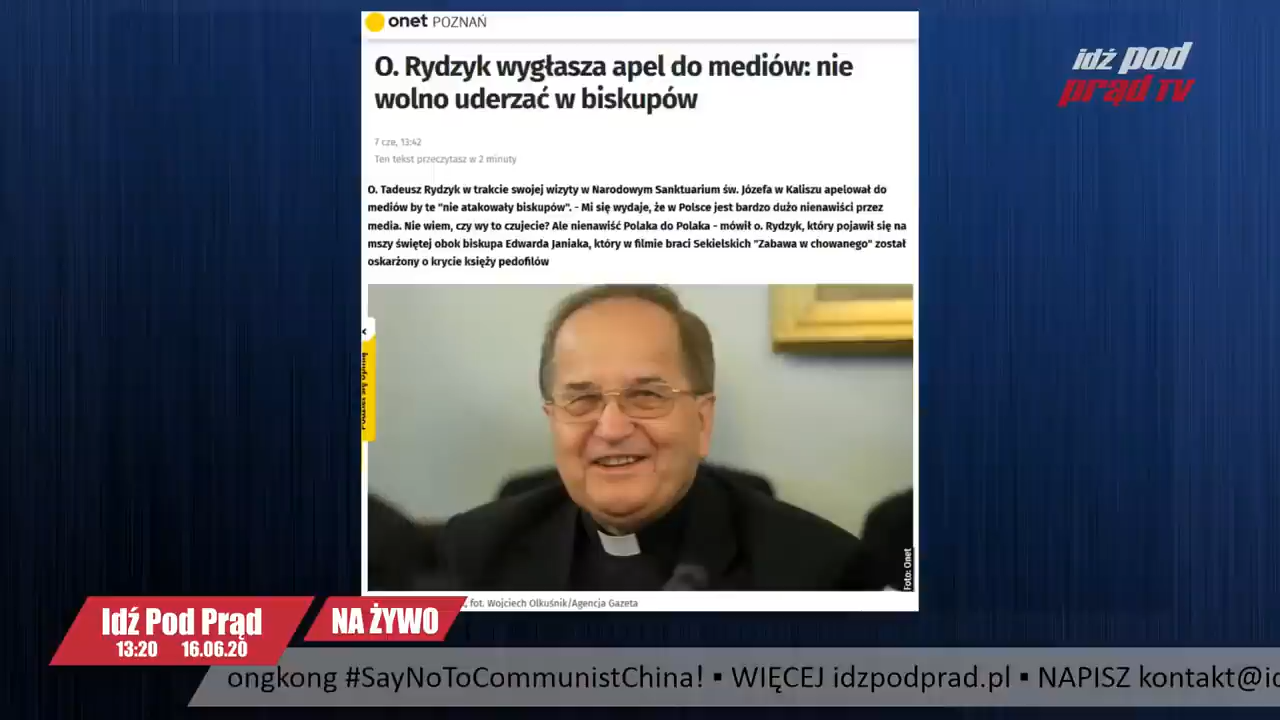 onet POZNAŃ
O. Rydzyk wygłasza apel do mediów: nie
wolno uderzać w biskupów
7 cze, 13:42
Ten tekst przeczytasz w 2 minuty
O. Tadeusz Rydzyk w trakcie swojej wizyty w Narodowym Sanktuarium św. Józefa w Kaliszu apelował do
mediów by te "nie atakowały biskupów". - Mi się wydaje, że w Polsce jest bardzo dużo nienawiści przez
media. Nie wiem, czy wy to czujecie? Ale nienawiść Polaka do Polaka - mówił o. Rydzyk, który pojawił się na
mszy świętej obok biskupa Edwarda Janiaka, który w filmie braci Sekielskich "Zabawa w chowanego" został
oskarżony o krycie księży pedofilów
Foto: Onet
, fot. Wojciech Olkuśnik/Agencja Gazeta
idź pod
prąd TV
Idź Pod Prąd
NA ŻYWO
13:20 16.06.20
ongkong #SayNoToCommunistChina! ▪ WIĘCEJ idzpodprad.pl ▪ NAPISZ kontakt@id